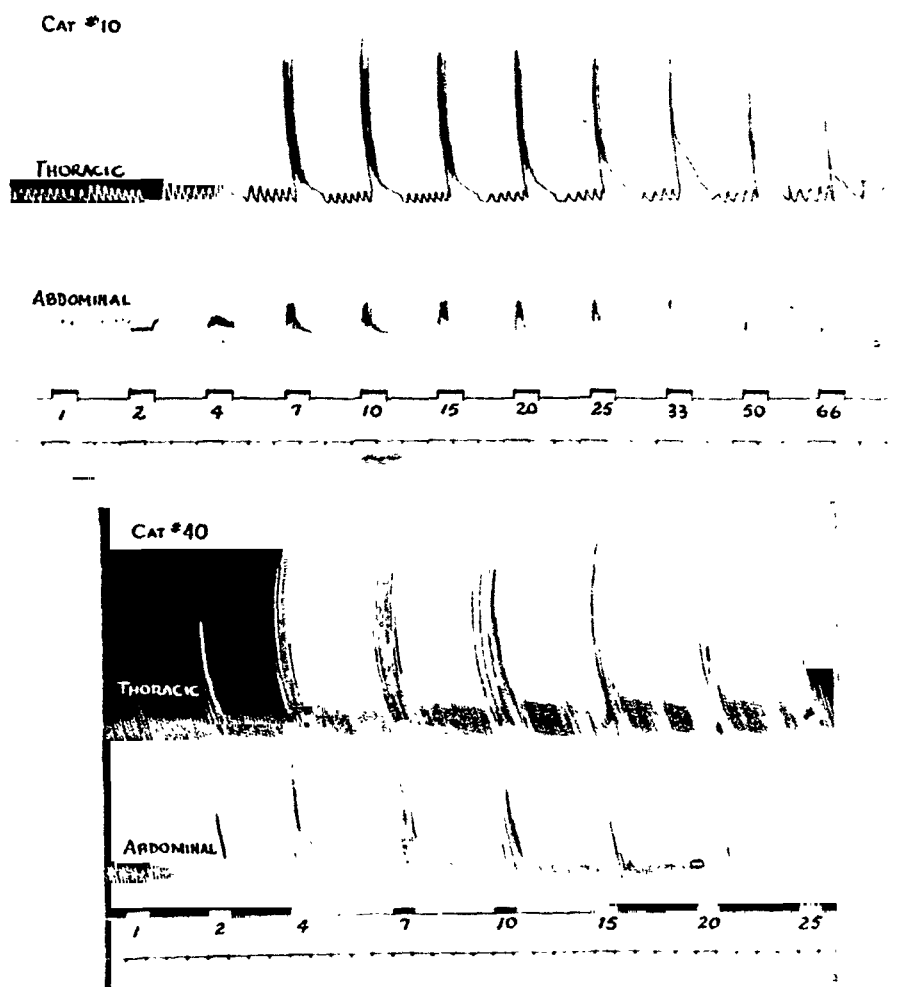 CAT #10
THORACIC
ABDOMINAL
1 2 4 7 10 15 20 25 33 50 66
CAT #40
THORACIC
ABDOMINAL
1 2 4 7 10 15 20 25